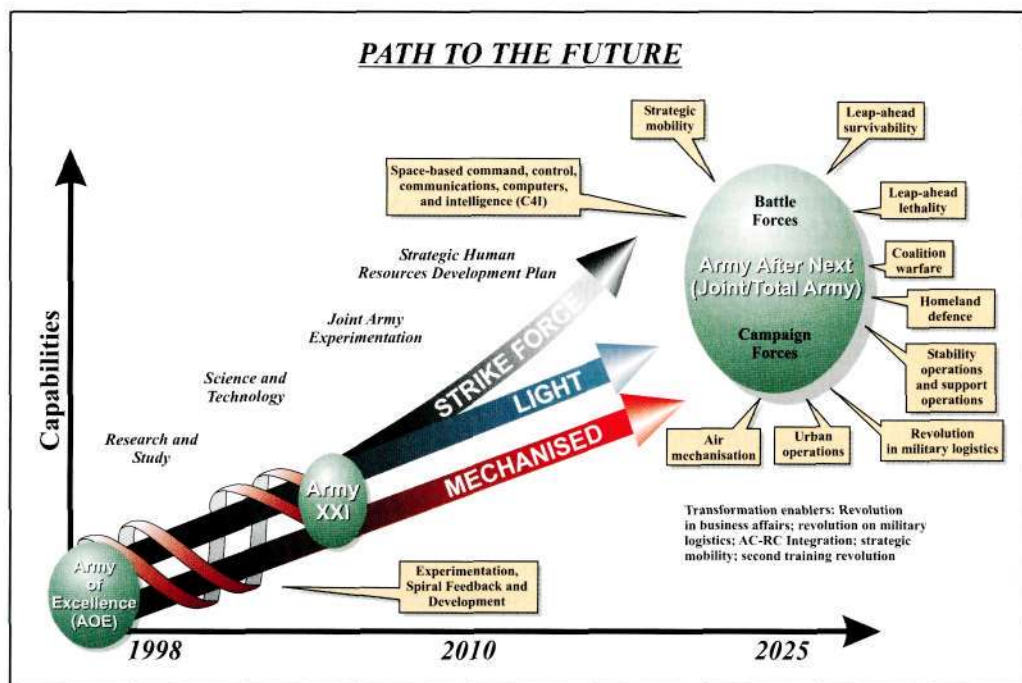 PATH TO THE FUTURE
Strategic
mobility
Leap-ahead
survivability
Space-based command, control,
communications, computers,
and intelligence (C4I)
Battle
Forces
Leap-ahead
lethality
Army After Next
(Joint/Total Army)
Coalition
warfare
Homeland
defence
Campaign
Forces
Stability
operations
and support
operations
Air
mechanisation
Urban
operations
Revolution
in military logistics
Strategic Human
Resources Development Plan
Joint Army
Experimentation
Science and
Technology
Research and
Study
Capabilities
STRIKE FORCE
LIGHT
MECHANISED
Army
XXI
Army
of
Excellence
(AOE)
Experimentation,
Spiral Feedback and
Development
Transformation enablers: Revolution
in business affairs; revolution on military
logistics; AC-RC Integration; strategic
mobility; second training revolution
1998
2010
2025